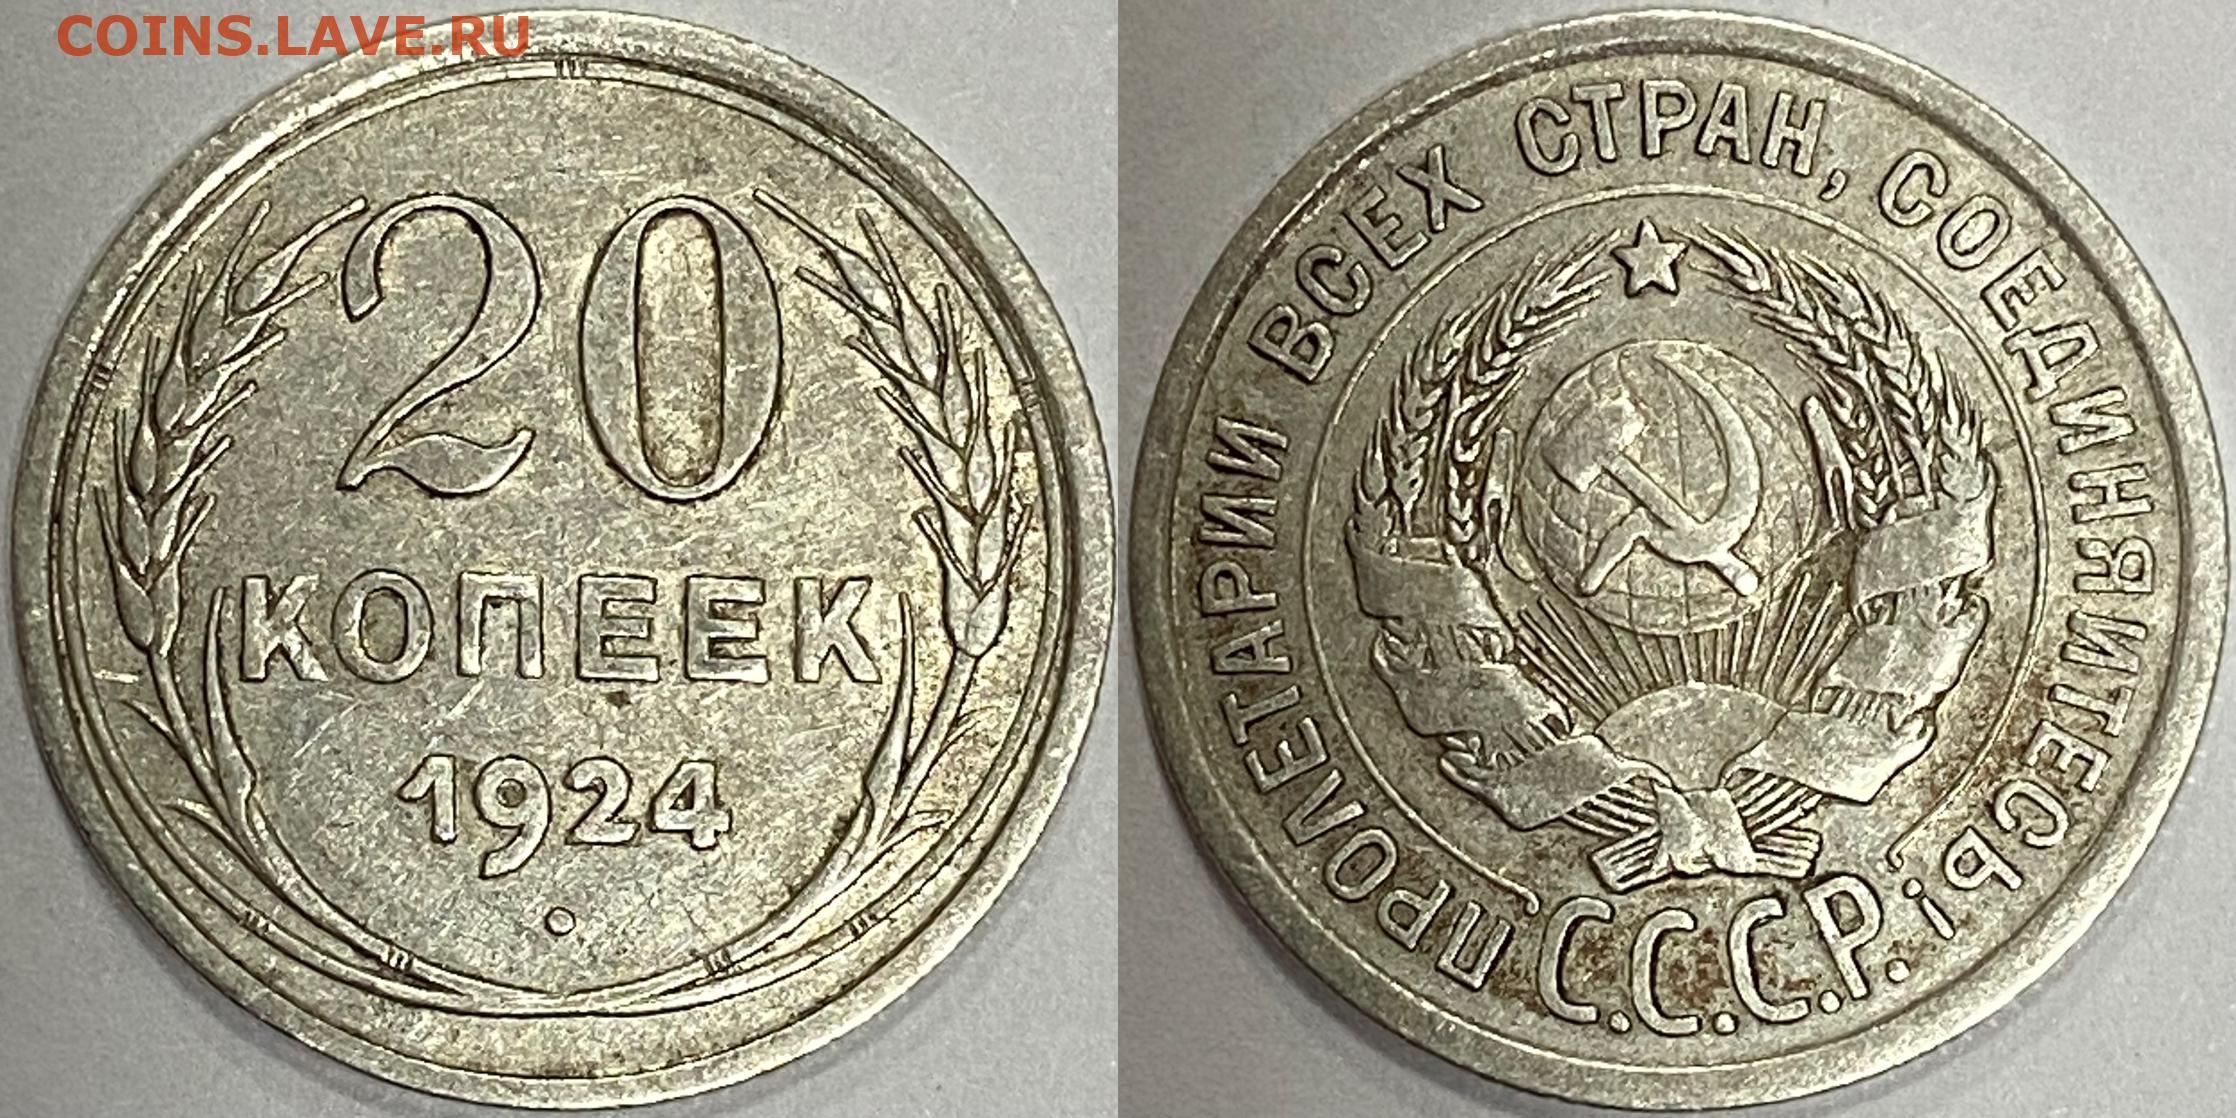 COINS.LAVE.RU
20
КОПЕЕК
1924
ПРОЛЕТАРИИ ВСЕХ СТРАН, СОЕДИНЯЙТЕСЬ!
С.С.С.Р.